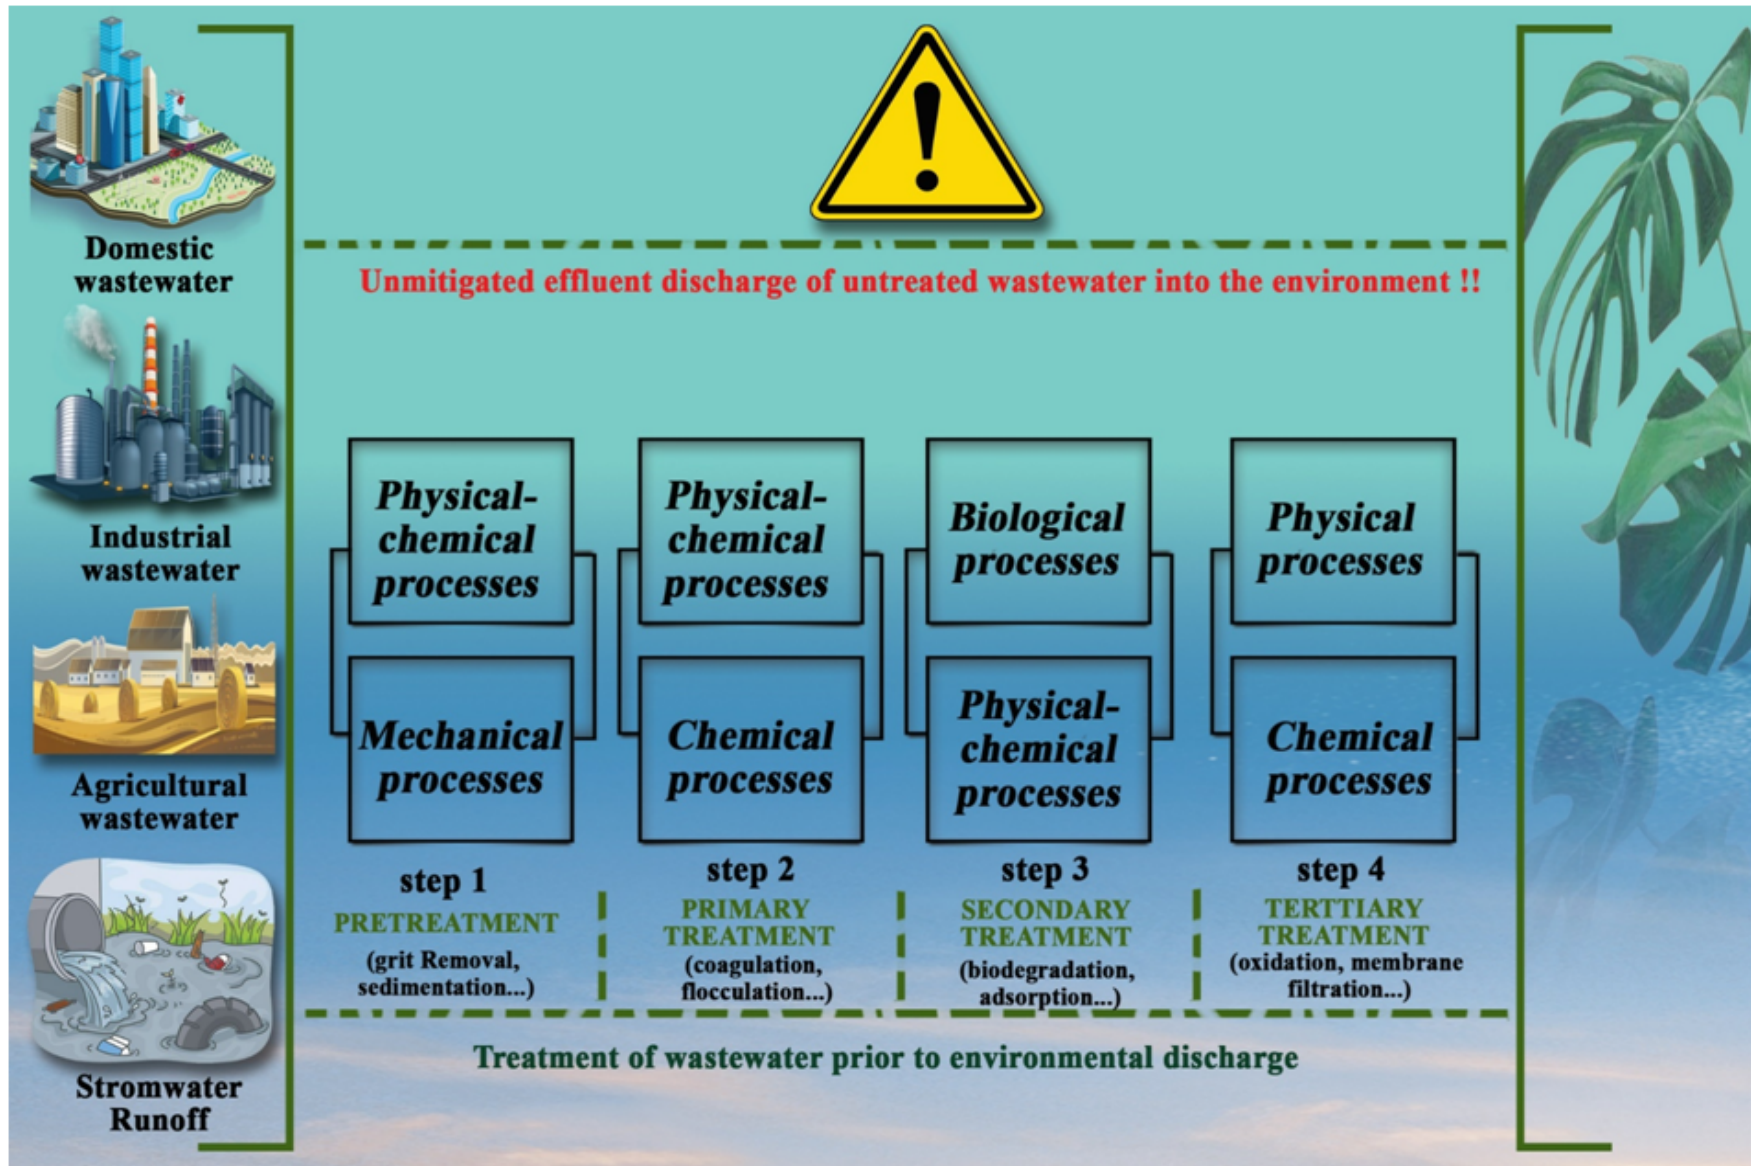 Domestic
wastewater
Industrial
wastewater
Agricultural
wastewater
Stromwater
Runoff
Unmitigated effluent discharge of untreated wastewater into the environment !!
Physical-
chemical
processes
Mechanical
processes
step 1
PRETREATMENT
(grit Removal,
sedimentation...)
Physical-
chemical
processes
Chemical
processes
step 2
PRIMARY
TREATMENT
(coagulation,
flocculation...)
Biological
processes
Physical-
chemical
processes
step 3
SECONDARY
TREATMENT
(biodegradation,
adsorption...)
Physical
processes
Chemical
processes
step 4
TERTTIARY
TREATMENT
(oxidation, membrane
filtration...)
Treatment of wastewater prior to environmental discharge